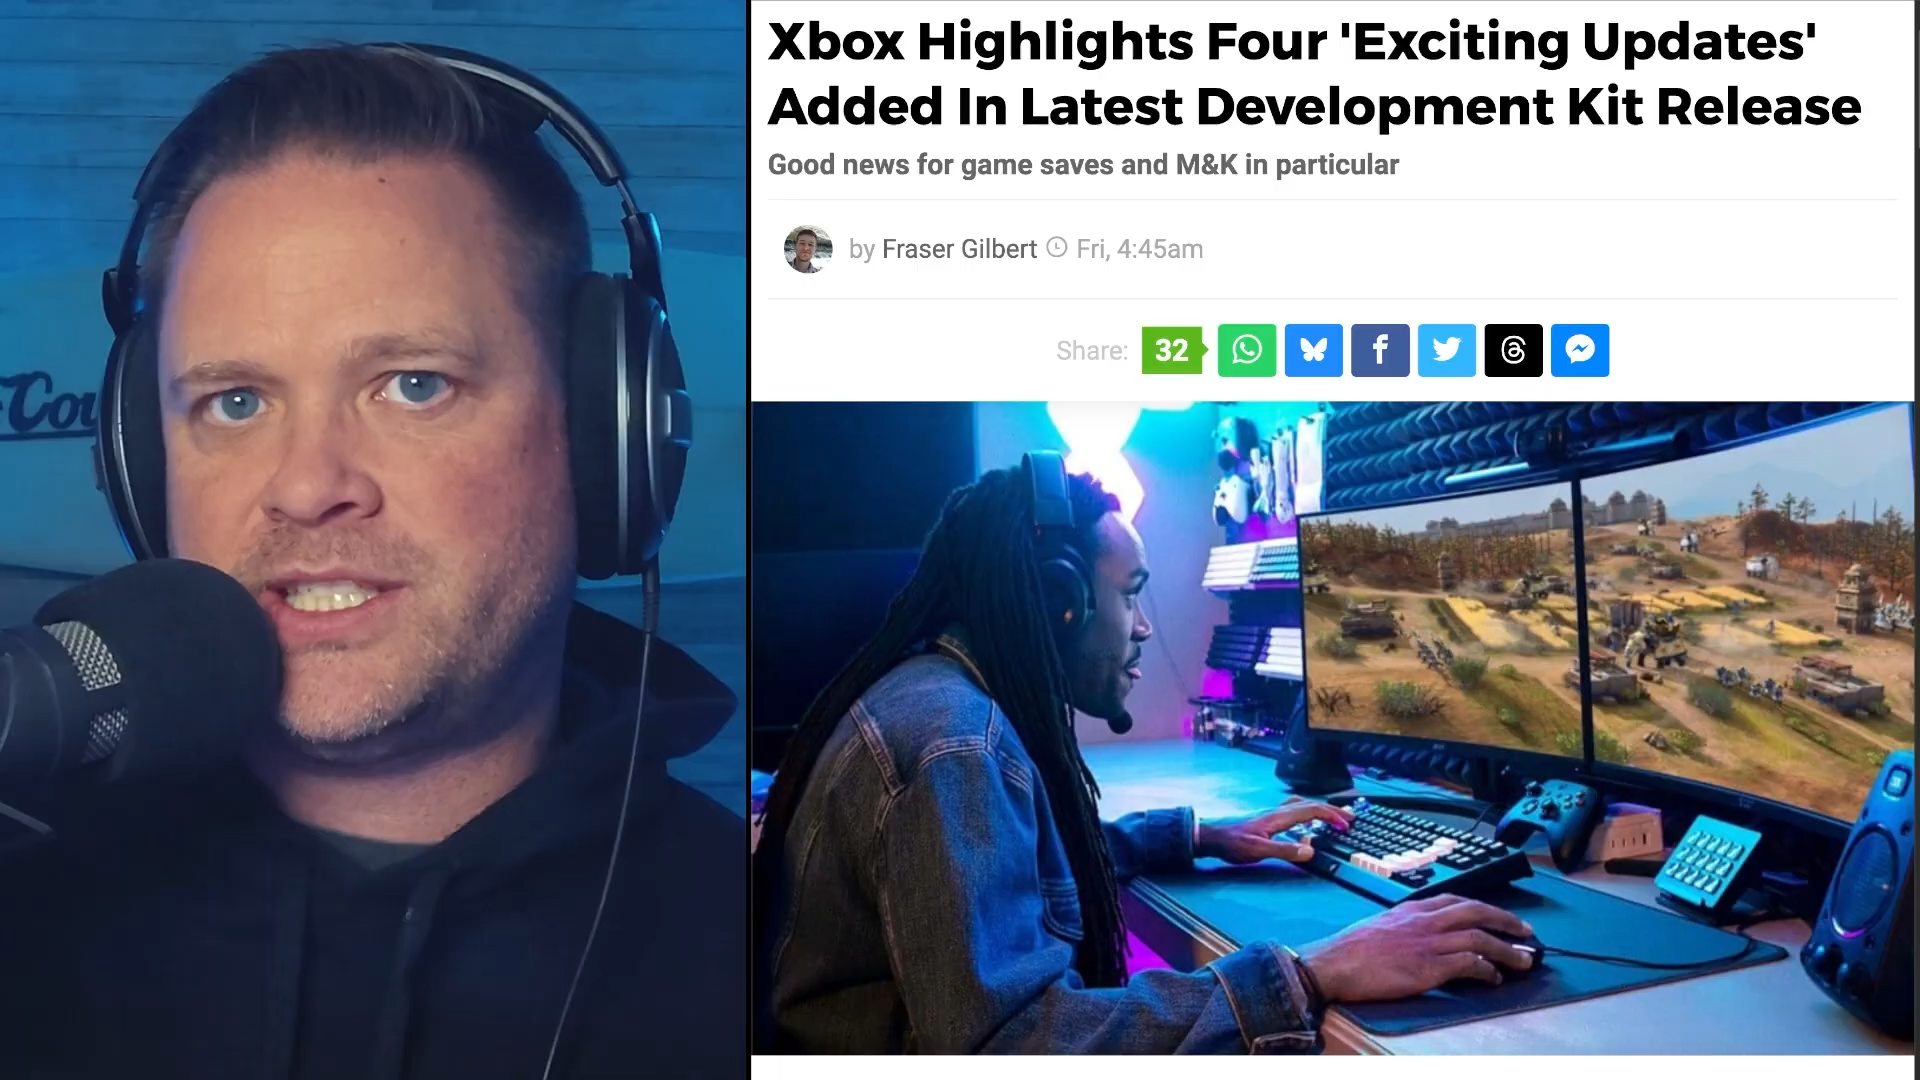 Xbox Highlights Four 'Exciting Updates'
Added In Latest Development Kit Release
Good news for game saves and M&K in particular
by Fraser Gilbert Fri, 4:45am
Share: 32